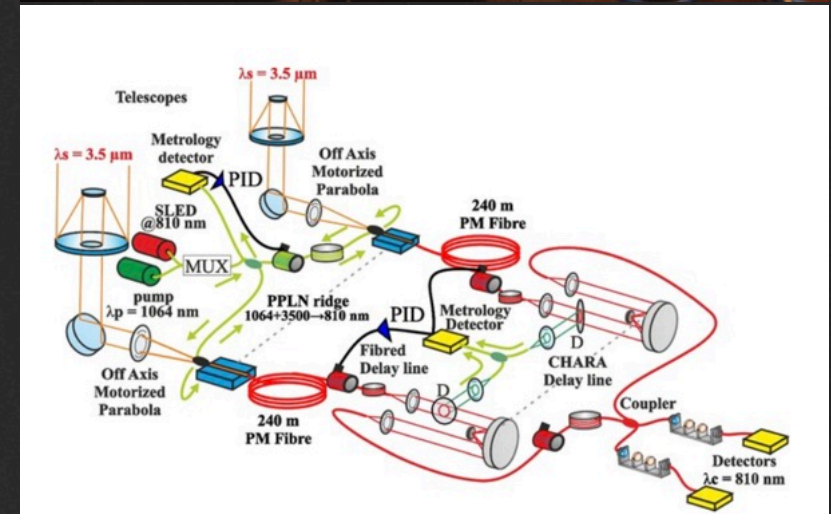 λs = 3.5 µm
Telescopes
Metrology
detector
λs = 3.5 µm
PID
Off Axis
Motorized
Parabola
SLED
@810 nm
MUX
240 m
PM Fibre
pump
λp = 1064 nm
PPLN ridge
1064+3500→810 nm
PID
Metrology
Detector
D
CHARA
Delay line
Fibred
Delay line
D
Off Axis
Motorized
Parabola
240 m
PM Fibre
Coupler
Detectors
λc = 810 nm